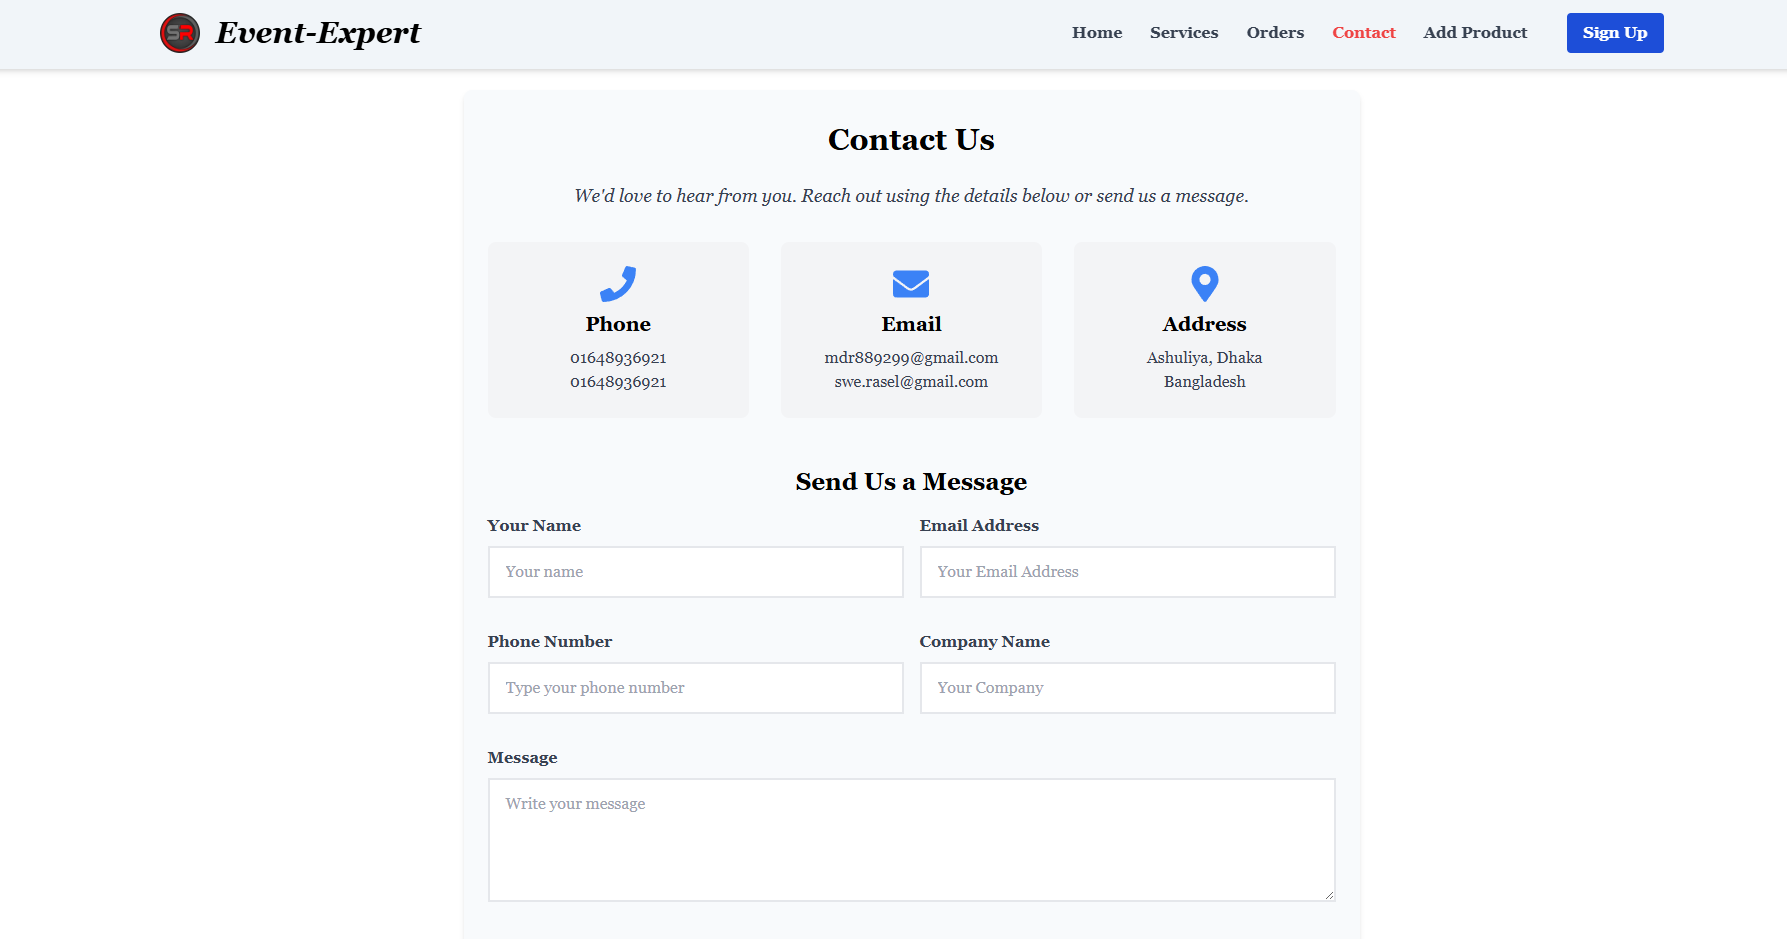 SR Event-Expert Home Services Orders Contact Add Product Sign Up
Contact Us
We'd love to hear from you. Reach out using the details below or send us a message.
Phone
01648936921
01648936921
Email
mdr889299@gmail.com
swe.rasel@gmail.com
Address
Ashuliya, Dhaka
Bangladesh
Send Us a Message
Your Name
Your name
Email Address
Your Email Address
Phone Number
Type your phone number
Company Name
Your Company
Message
Write your message